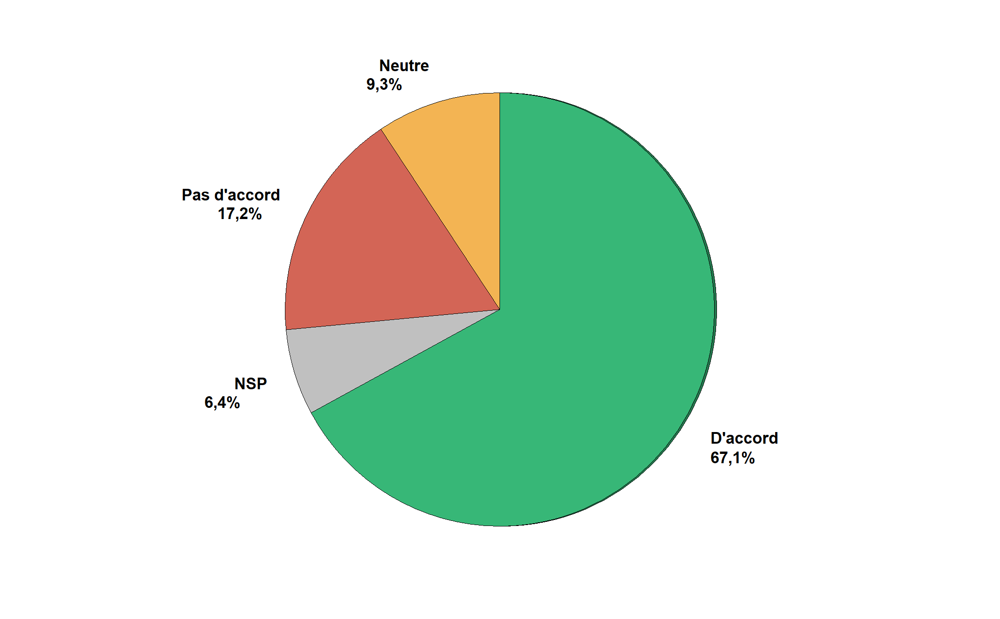 Neutre
9,3%
Pas d'accord
17,2%
NSP
6,4%
D'accord
67,1%